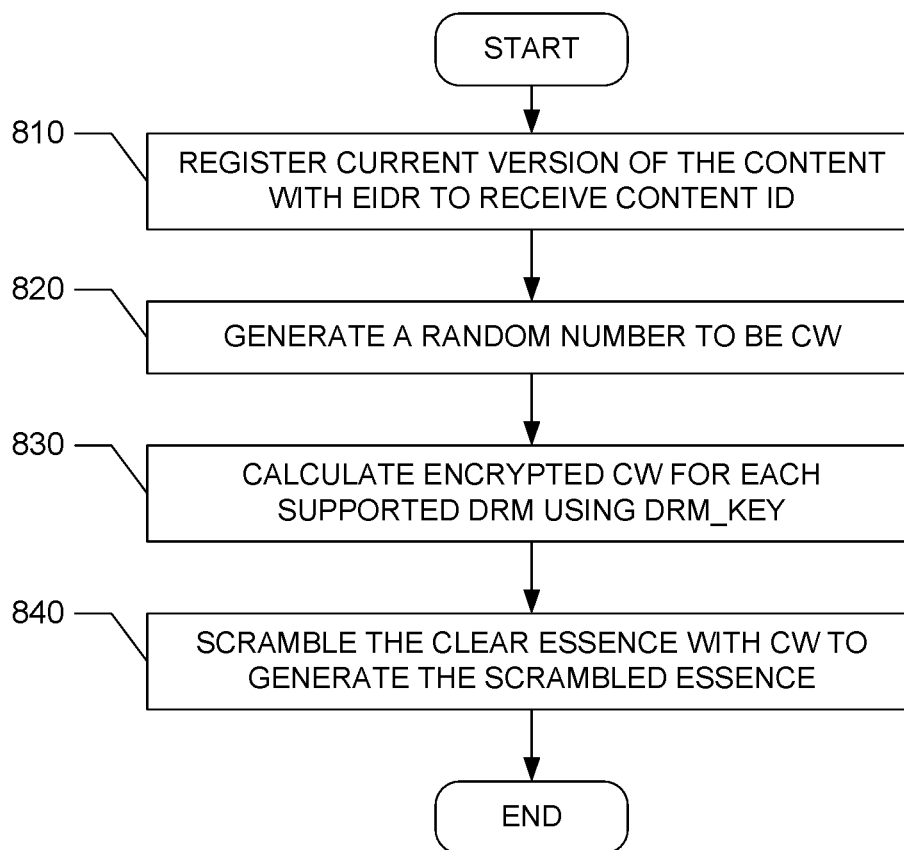 START
810
REGISTER CURRENT VERSION OF THE CONTENT
WITH EIDR TO RECEIVE CONTENT ID
820
GENERATE A RANDOM NUMBER TO BE CW
830
CALCULATE ENCRYPTED CW FOR EACH
SUPPORTED DRM USING DRM_KEY
840
SCRAMBLE THE CLEAR ESSENCE WITH CW TO
GENERATE THE SCRAMBLED ESSENCE
END